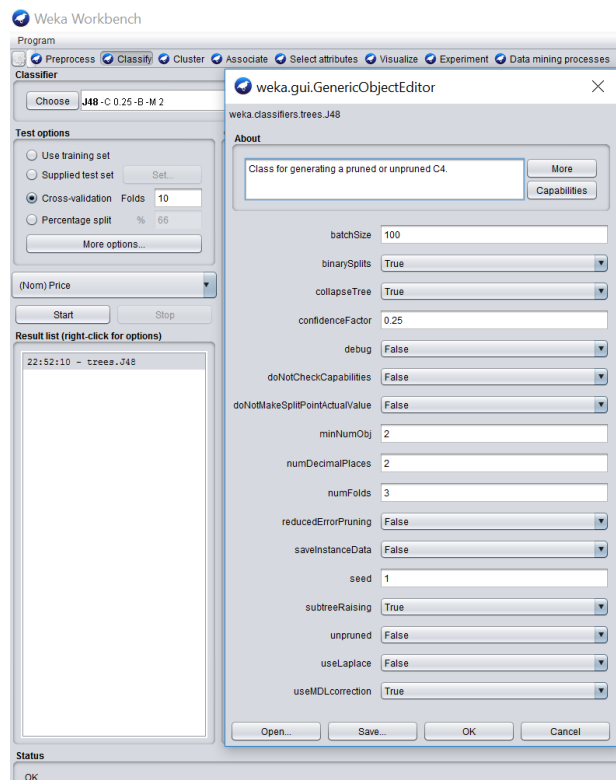 Weka Workbench
Program
Preprocess Classify Cluster Associate Select attributes Visualize Experiment Data mining processes
Classifier
Choose J48 -C 0.25 -B -M 2
Test options
Use training set
Supplied test set Set...
Cross-validation Folds 10
Percentage split % 66
More options...
(Nom) Price
Start Stop
Result list (right-click for options)
22:52:10 - trees.J48
Status
OK
weka.gui.GenericObjectEditor
weka.classifiers.trees.J48
About
Class for generating a pruned or unpruned C4.
More
Capabilities
batchSize 100
binarySplits True
collapseTree True
confidenceFactor 0.25
debug False
doNotCheckCapabilities False
doNotMakeSplitPointActualValue False
minNumObj 2
numDecimalPlaces 2
numFolds 3
reducedErrorPruning False
saveInstanceData False
seed 1
subtreeRaising True
unpruned False
useLaplace False
useMDLcorrection True
Open... Save... OK Cancel